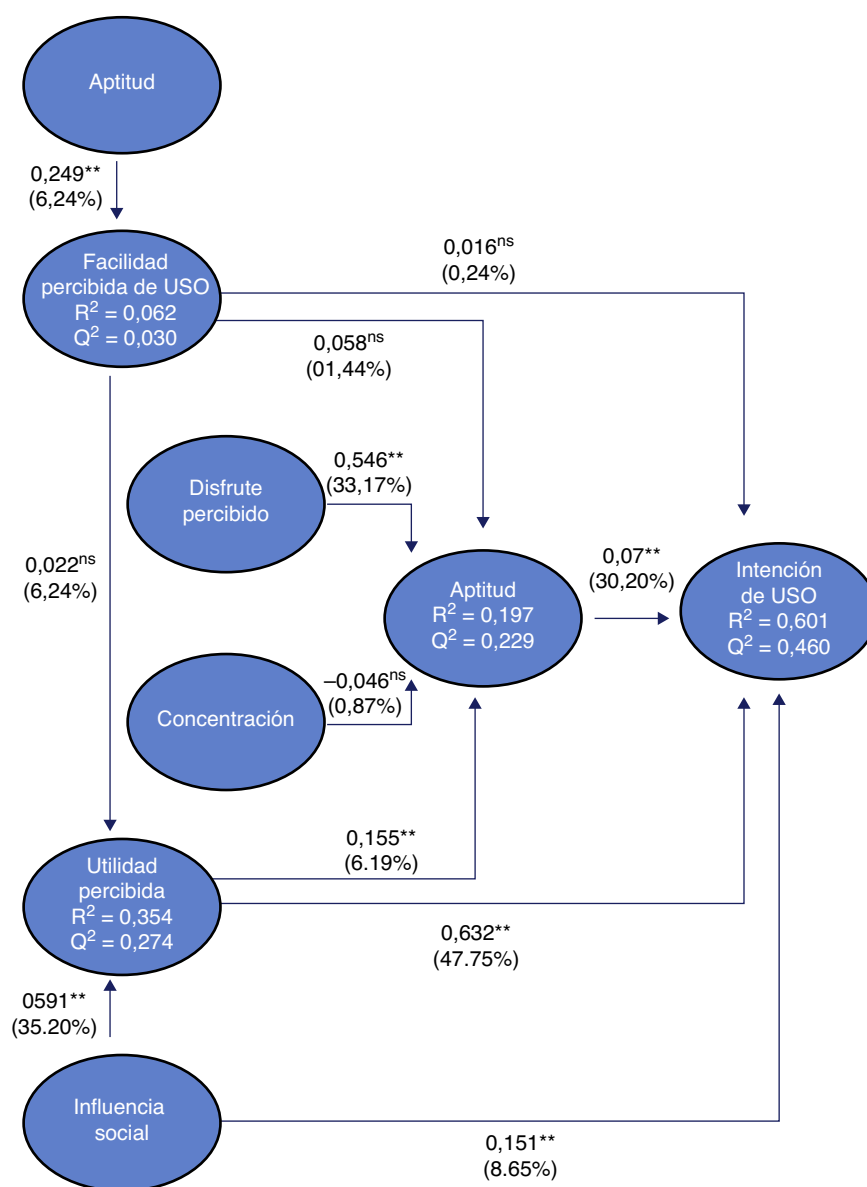 Aptitud
0,249**
(6,24%)
Facilidad
percibida de USO
R² = 0,062
Q² = 0,030
0,016ns
(0,24%)
0,058ns
(01,44%)
Disfrute
percibido
0,546**
(33,17%)
0,022ns
(6,24%)
Aptitud
R² = 0,197
Q² = 0,229
0,07**
(30,20%)
Intención
de USO
R² = 0,601
Q² = 0,460
Concentración
–0,046ns
(0,87%)
0,155**
(6.19%)
Utilidad
percibida
R² = 0,354
Q² = 0,274
0,632**
(47.75%)
0591**
(35.20%)
Influencia
social
0,151**
(8.65%)